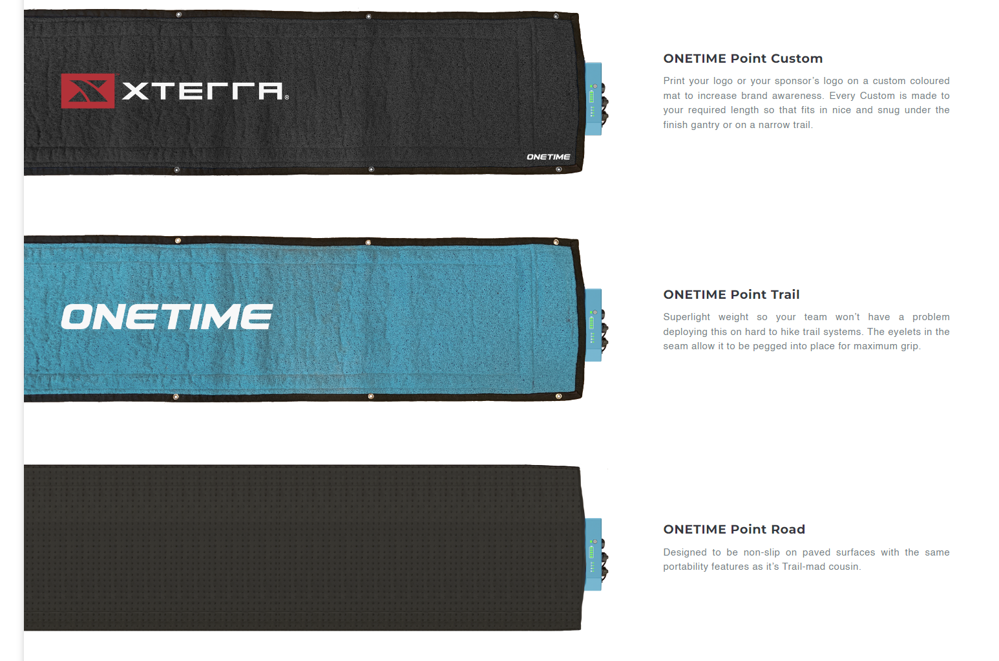 XTERRA®
ONETIME
ONETIME Point Custom
Print your logo or your sponsor’s logo on a custom coloured
mat to increase brand awareness. Every Custom is made to
your required length so that fits in nice and snug under the
finish gantry or on a narrow trail.
ONETIME
ONETIME Point Trail
Superlight weight so your team won’t have a problem
deploying this on hard to hike trail systems. The eyelets in the
seam allow it to be pegged into place for maximum grip.
ONETIME Point Road
Designed to be non-slip on paved surfaces with the same
portability features as it’s Trail-mad cousin.